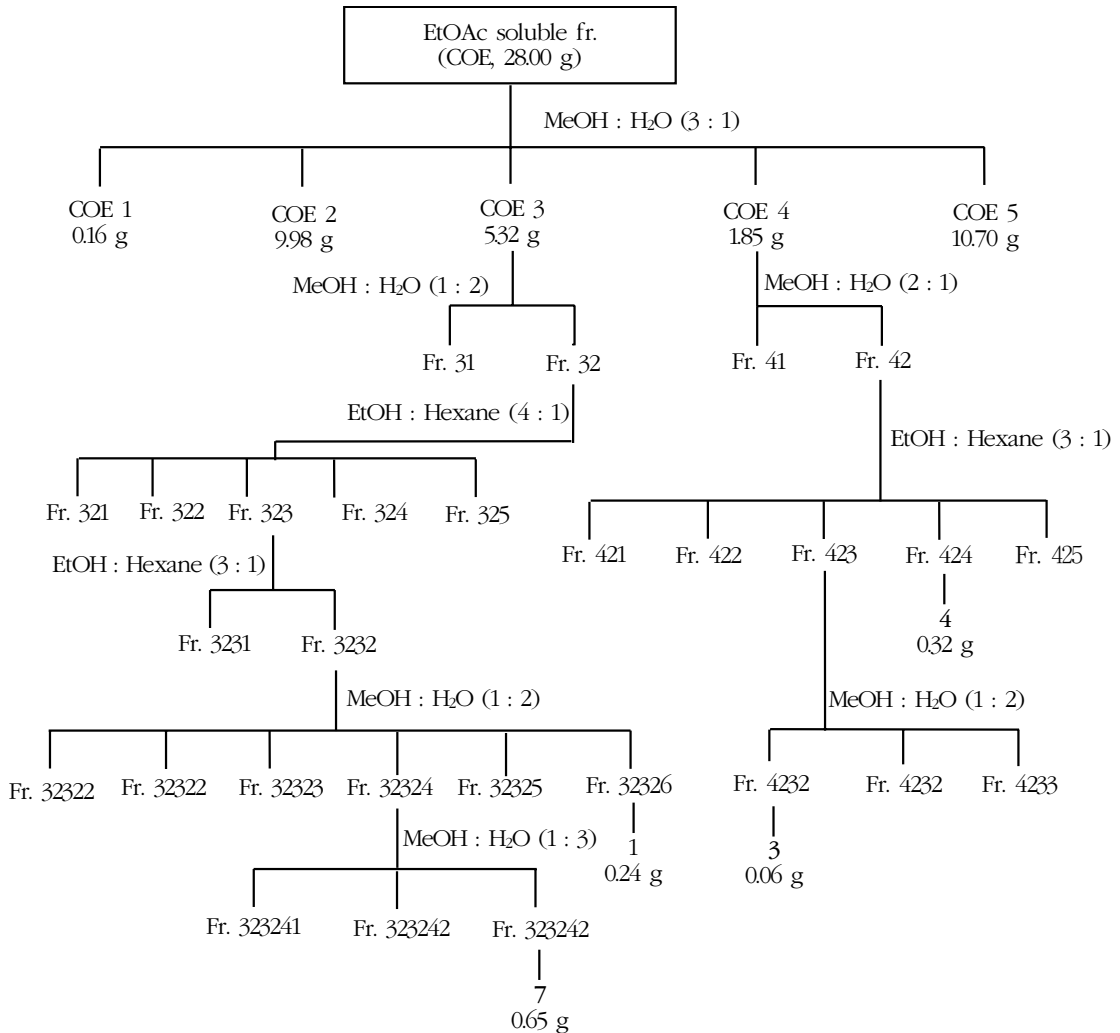 EtOAc soluble fr.
(COE, 28.00 g)
MeOH : H₂O (3 : 1)
COE 1
0.16 g
COE 2
9.98 g
COE 3
5.32 g
COE 4
1.85 g
COE 5
10.70 g
MeOH : H₂O (1 : 2)
MeOH : H₂O (2 : 1)
Fr. 31
Fr. 32
Fr. 41
Fr. 42
EtOH : Hexane (4 : 1)
EtOH : Hexane (3 : 1)
Fr. 321
Fr. 322
Fr. 323
Fr. 324
Fr. 325
Fr. 421
Fr. 422
Fr. 423
Fr. 424
Fr. 425
EtOH : Hexane (3 : 1)
4
0.32 g
Fr. 3231
Fr. 3232
MeOH : H₂O (1 : 2)
MeOH : H₂O (1 : 2)
Fr. 32322
Fr. 32322
Fr. 32323
Fr. 32324
Fr. 32325
Fr. 32326
Fr. 4232
Fr. 4232
Fr. 4233
MeOH : H₂O (1 : 3)
1
0.24 g
3
0.06 g
Fr. 323241
Fr. 323242
Fr. 323242
7
0.65 g